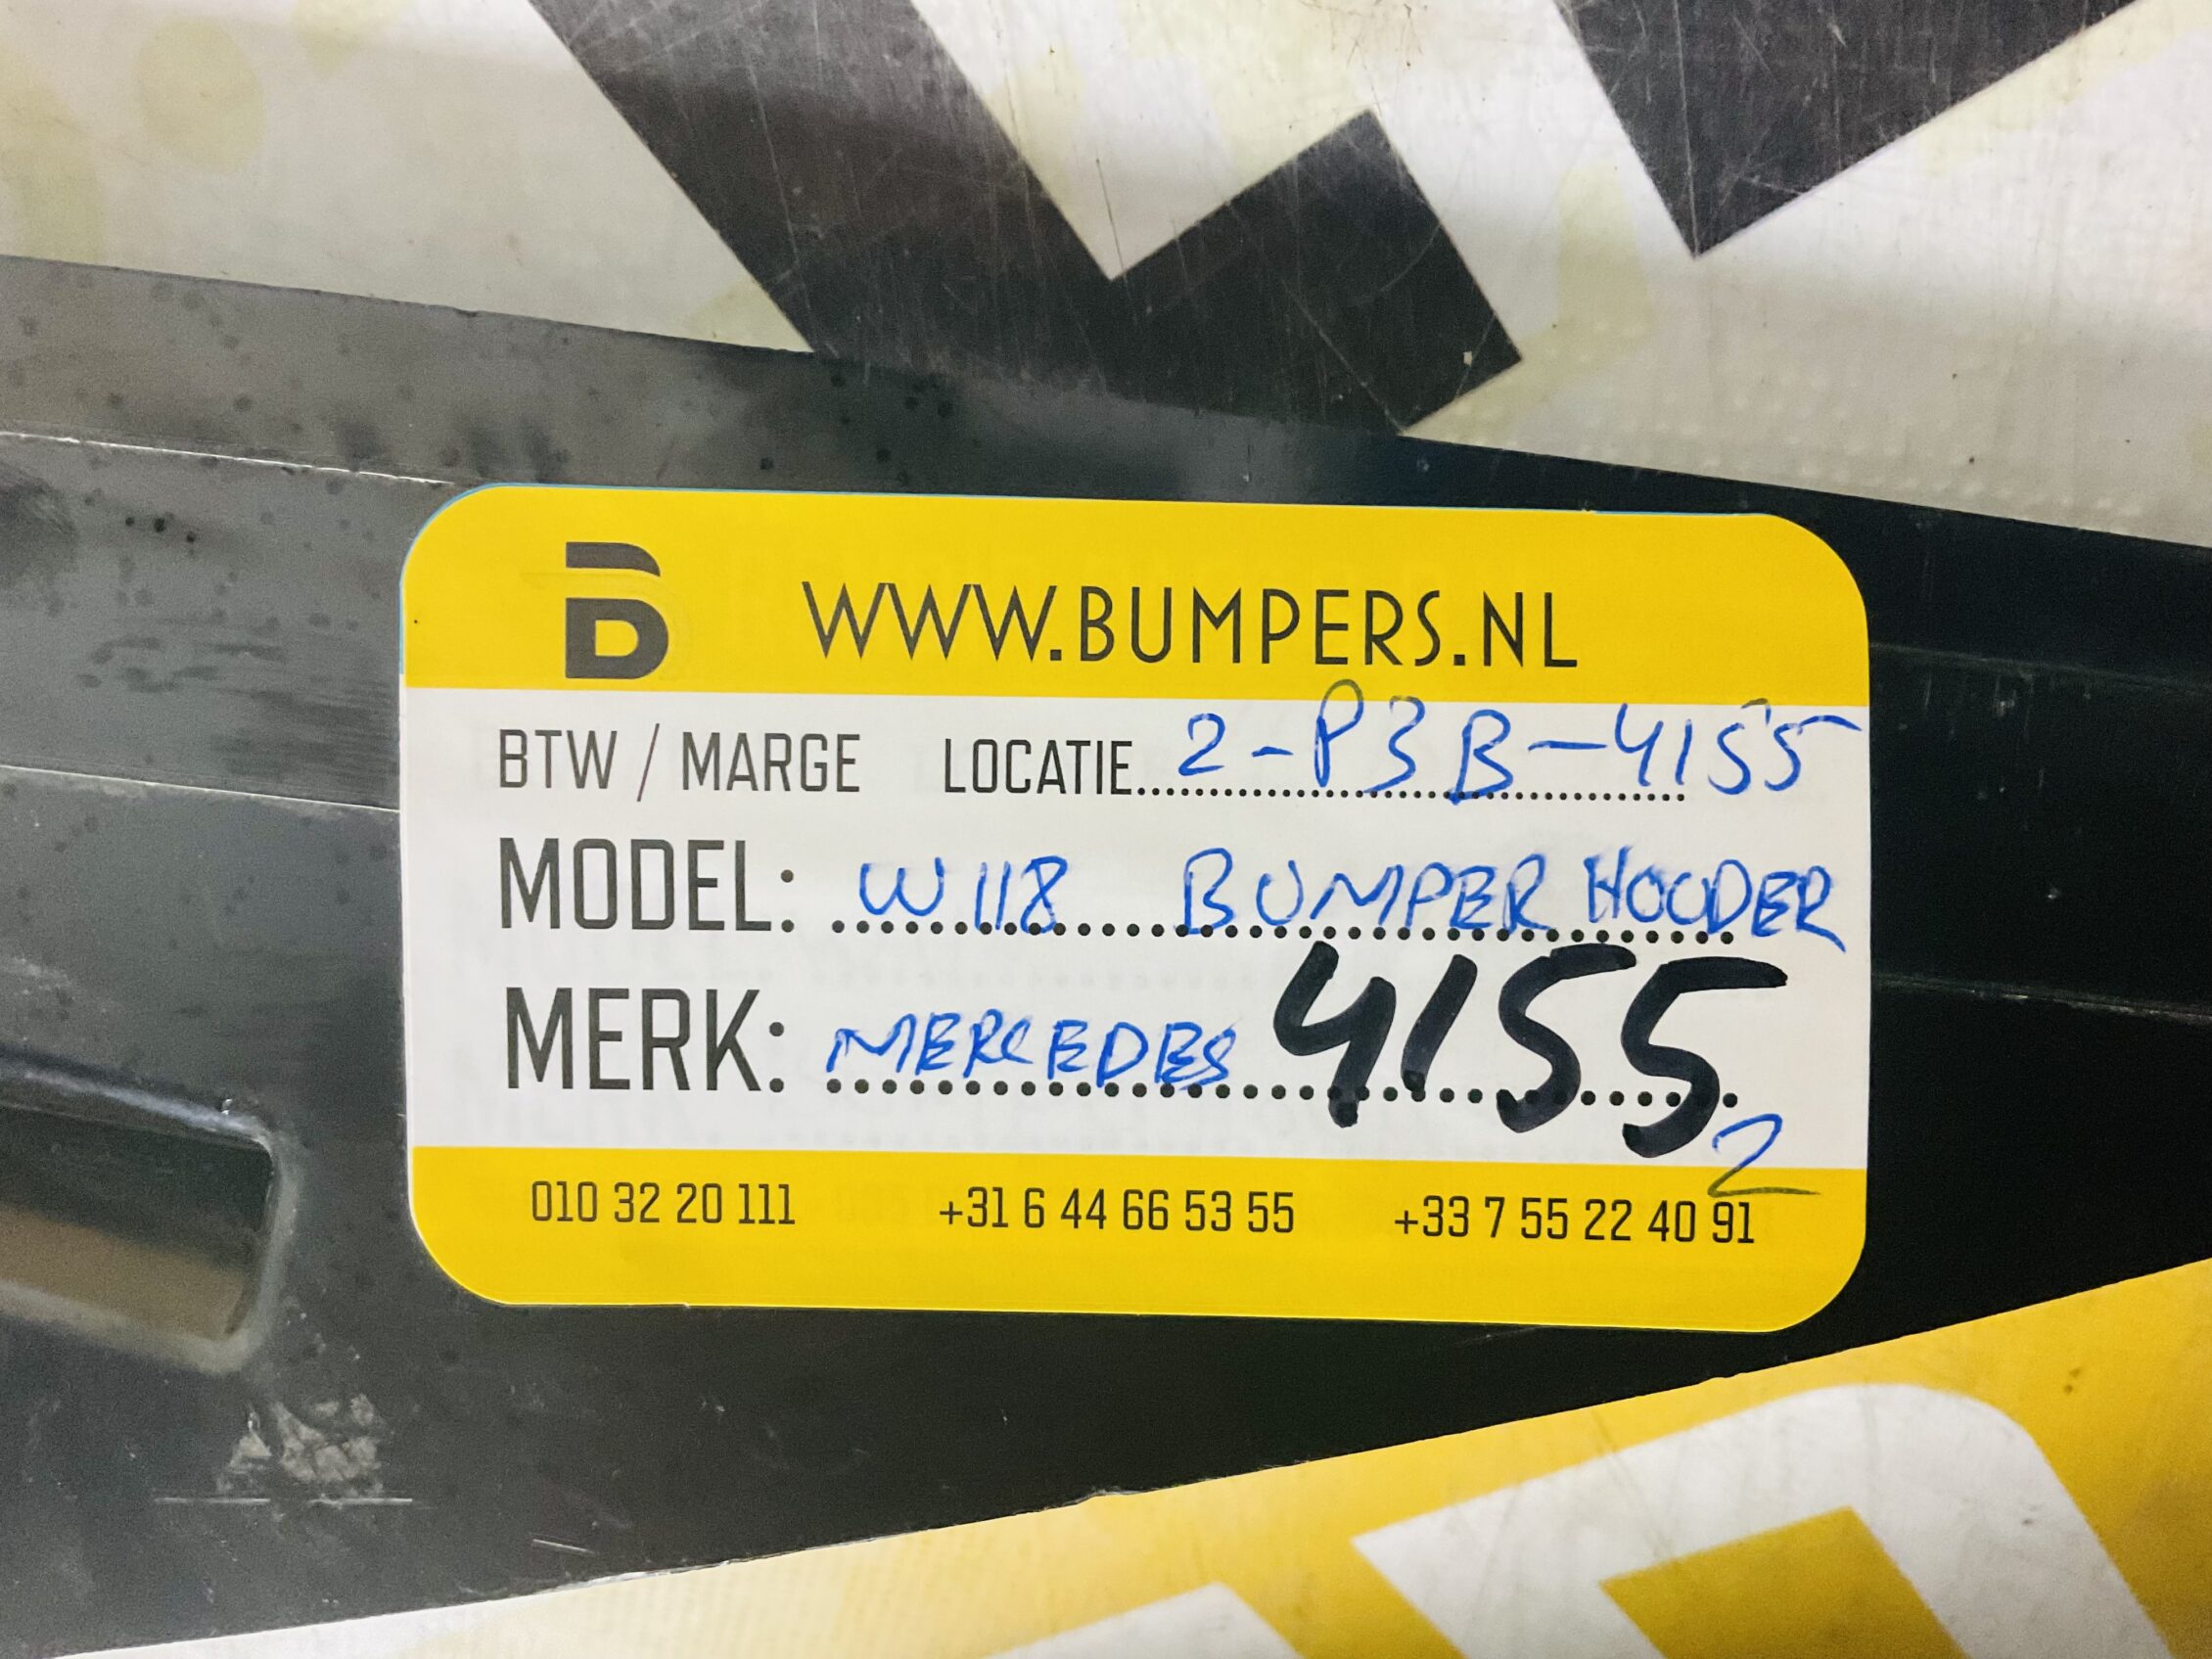 WWW.BUMPERS.NL
BTW / MARGE LOCATIE 2-P3B-4155
MODEL: W118 BUMPER HOUDER
MERK: MERCEDES 4155
2
010 32 20 111 +31 6 44 66 53 55 +33 7 55 22 40 91